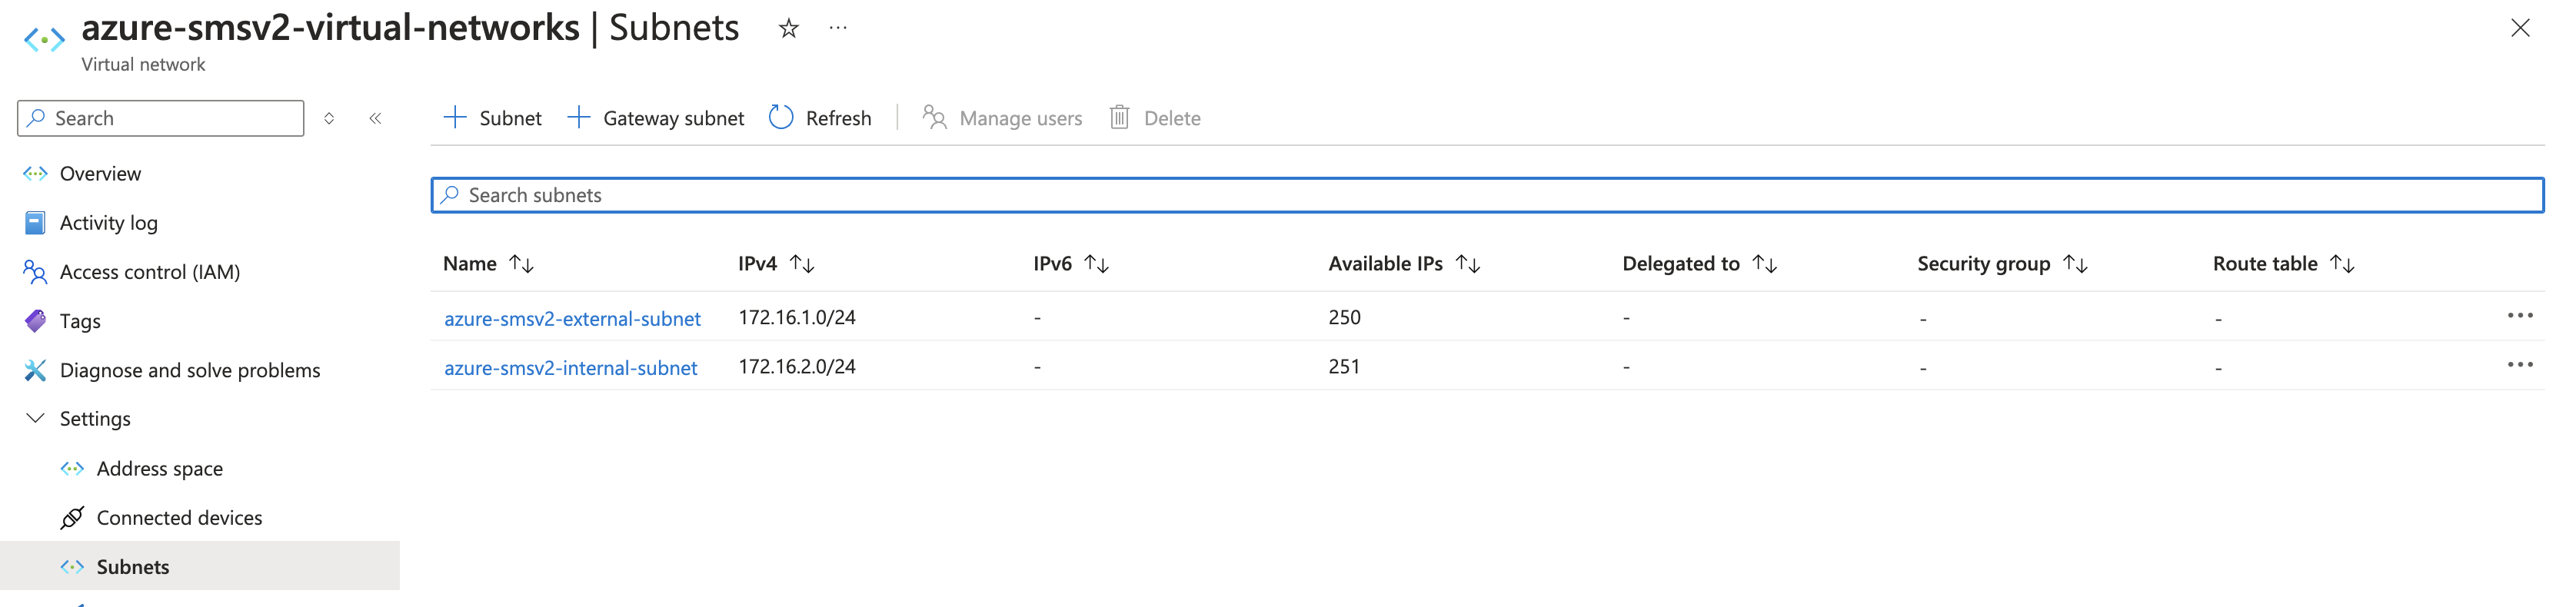 azure-smsv2-virtual-networks | Subnets
Virtual network
Search
Subnet Gateway subnet Refresh Manage users Delete
Overview
Activity log
Access control (IAM)
Tags
Diagnose and solve problems
Settings
Address space
Connected devices
Subnets
Search subnets
Name IPv4 IPv6 Available IPs Delegated to Security group Route table
azure-smsv2-external-subnet 172.16.1.0/24 - 250 - - -
azure-smsv2-internal-subnet 172.16.2.0/24 - 251 - - -